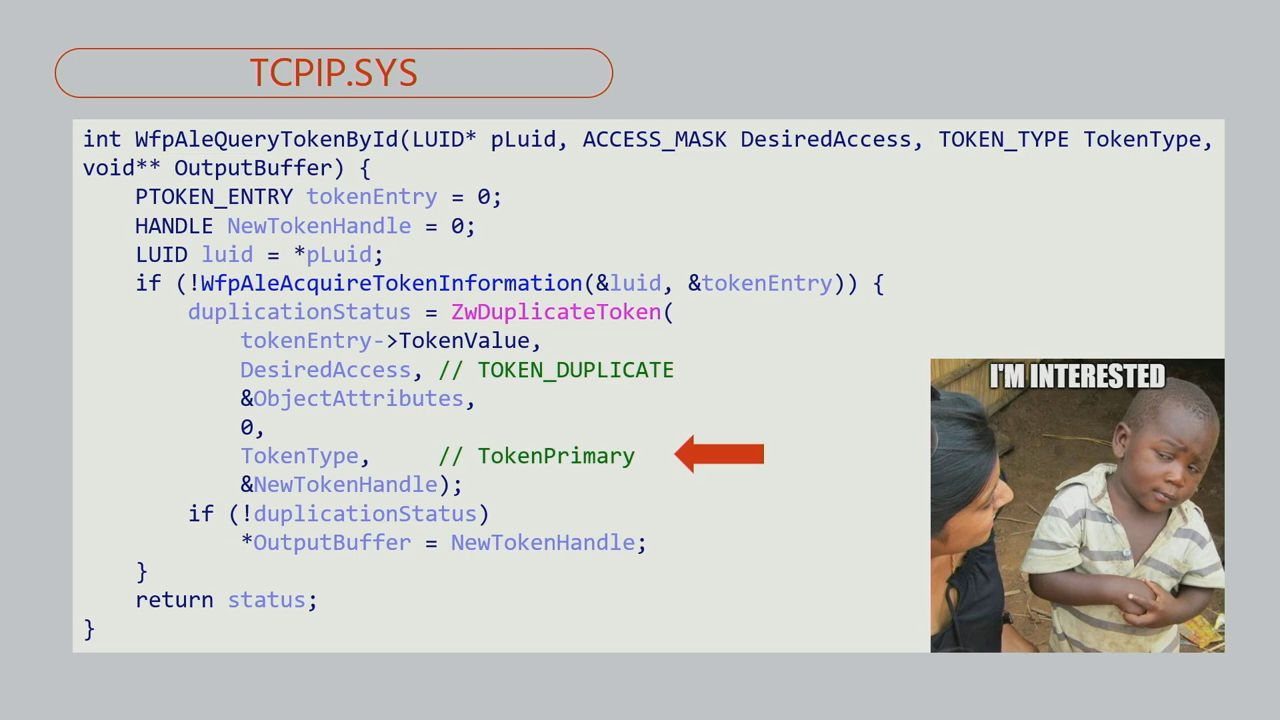 TCPIP.SYS
int WfpAleQueryTokenById(LUID* pLuid, ACCESS_MASK DesiredAccess, TOKEN_TYPE TokenType,
void** OutputBuffer) {
PTOKEN_ENTRY tokenEntry = 0;
HANDLE NewTokenHandle = 0;
LUID luid = *pLuid;
if (!WfpAleAcquireTokenInformation(&luid, &tokenEntry)) {
duplicationStatus = ZwDuplicateToken(
tokenEntry->TokenValue,
DesiredAccess, // TOKEN_DUPLICATE
&ObjectAttributes,
0,
TokenType, // TokenPrimary
&NewTokenHandle);
if (!duplicationStatus)
*OutputBuffer = NewTokenHandle;
}
return status;
}
I'M INTERESTED